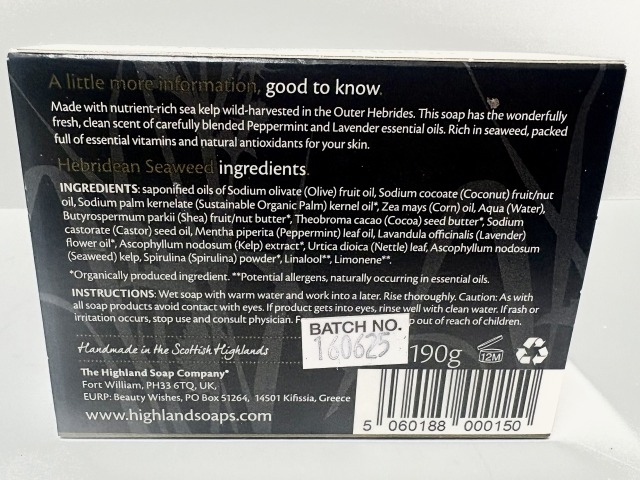 A little more information, good to know.
Made with nutrient-rich sea kelp wild-harvested in the Outer Hebrides. This soap has the wonderfully
fresh, clean scent of carefully blended Peppermint and Lavender essential oils. Rich in seaweed, packed
full of essential vitamins and natural antioxidants for your skin.
Hebridean Seaweed ingredients.
INGREDIENTS: saponified oils of Sodium olivate (Olive) fruit oil, Sodium cocoate (Coconut) fruit/nut
oil, Sodium palm kernelate (Sustainable Organic Palm) kernel oil*, Zea mays (Corn) oil, Aqua (Water),
Butyrospermum parkii (Shea) fruit/nut butter*, Theobroma cacao (Cocoa) seed butter*, Sodium
castorate (Castor) seed oil, Mentha piperita (Peppermint) leaf oil, Lavandula officinalis (Lavender)
flower oil*, Ascophyllum nodosum (Kelp) extract*, Urtica dioica (Nettle) leaf, Ascophyllum nodosum
(Seaweed) kelp, Spirulina (Spirulina) powder*, Linalool**, Limonene**.
*Organically produced ingredient. **Potential allergens, naturally occurring in essential oils.
INSTRUCTIONS: Wet soap with warm water and work into a later. Rise thoroughly. Caution: As with
all soap products avoid contact with eyes. If product gets into eyes, rinse well with clean water. If rash or
irritation occurs, stop use and consult physician. out of reach of children.
BATCH NO.
160625
Handmade in the Scottish Highlands
190g
12M
The Highland Soap Company®
Fort William, PH33 6TQ, UK,
EURP: Beauty Wishes, PO Box 51264, 14501 Kifissia, Greece
www.highlandsoaps.com
5 060188 000150